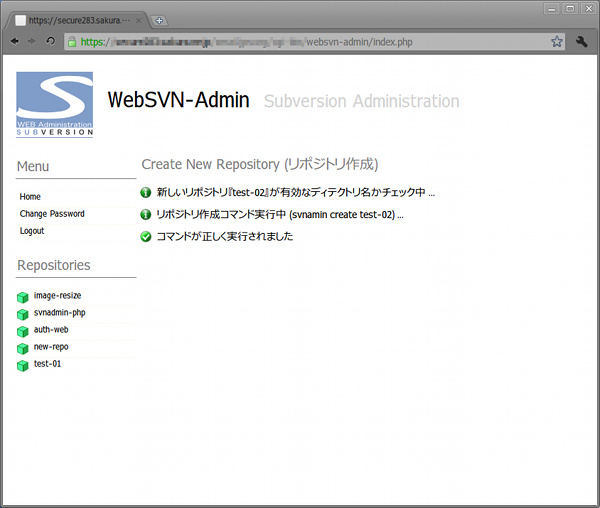 https://secure283.sakura.…
https://
/websvn-admin/index.php
WEB Administration
SUBVERSION
WebSVN-Admin Subversion Administration
Menu
Home
Change Password
Logout
Repositories
image-resize
svnadmin-php
auth-web
new-repo
test-01
Create New Repository (リポジトリ作成)
新しいリポジトリ『test-02』が有効なディテクトリ名かチェック中 ...
リポジトリ作成コマンド実行中 (svnamin create test-02) ...
コマンドが正しく実行されました